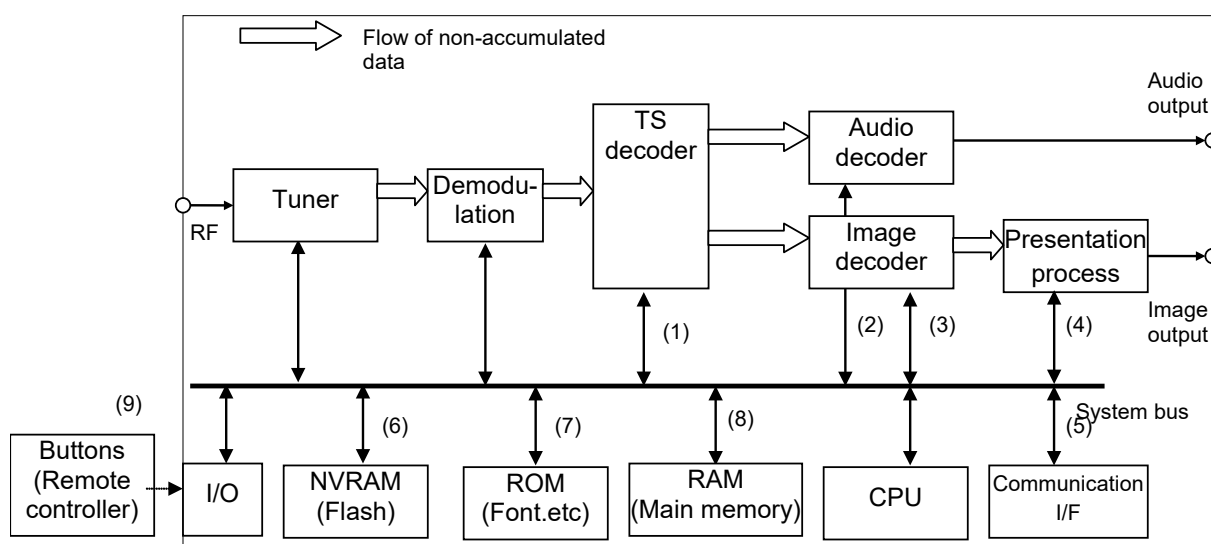 Flow of non-accumulated
data
Audio
output
TS
decoder
Audio
decoder
Tuner
Demodu-
lation
RF
Image
decoder
Presentation
process
Image
output
(1)
(2)
(3)
(4)
System bus
(9)
(6)
(7)
(8)
(5)
Buttons
(Remote
controller)
I/O
NVRAM
(Flash)
ROM
(Font.etc)
RAM
(Main memory)
CPU
Communication
I/F